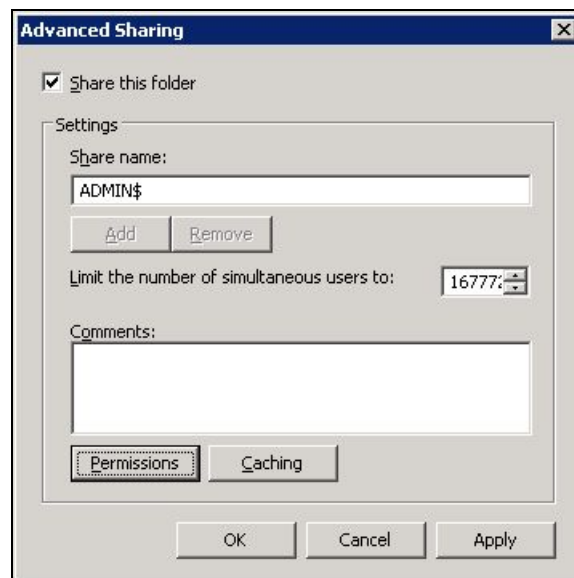 Advanced Sharing
Share this folder
Settings
Share name:
ADMIN$
Add Remove
Limit the number of simultaneous users to: 16777
Comments:
Permissions Caching
OK Cancel Apply